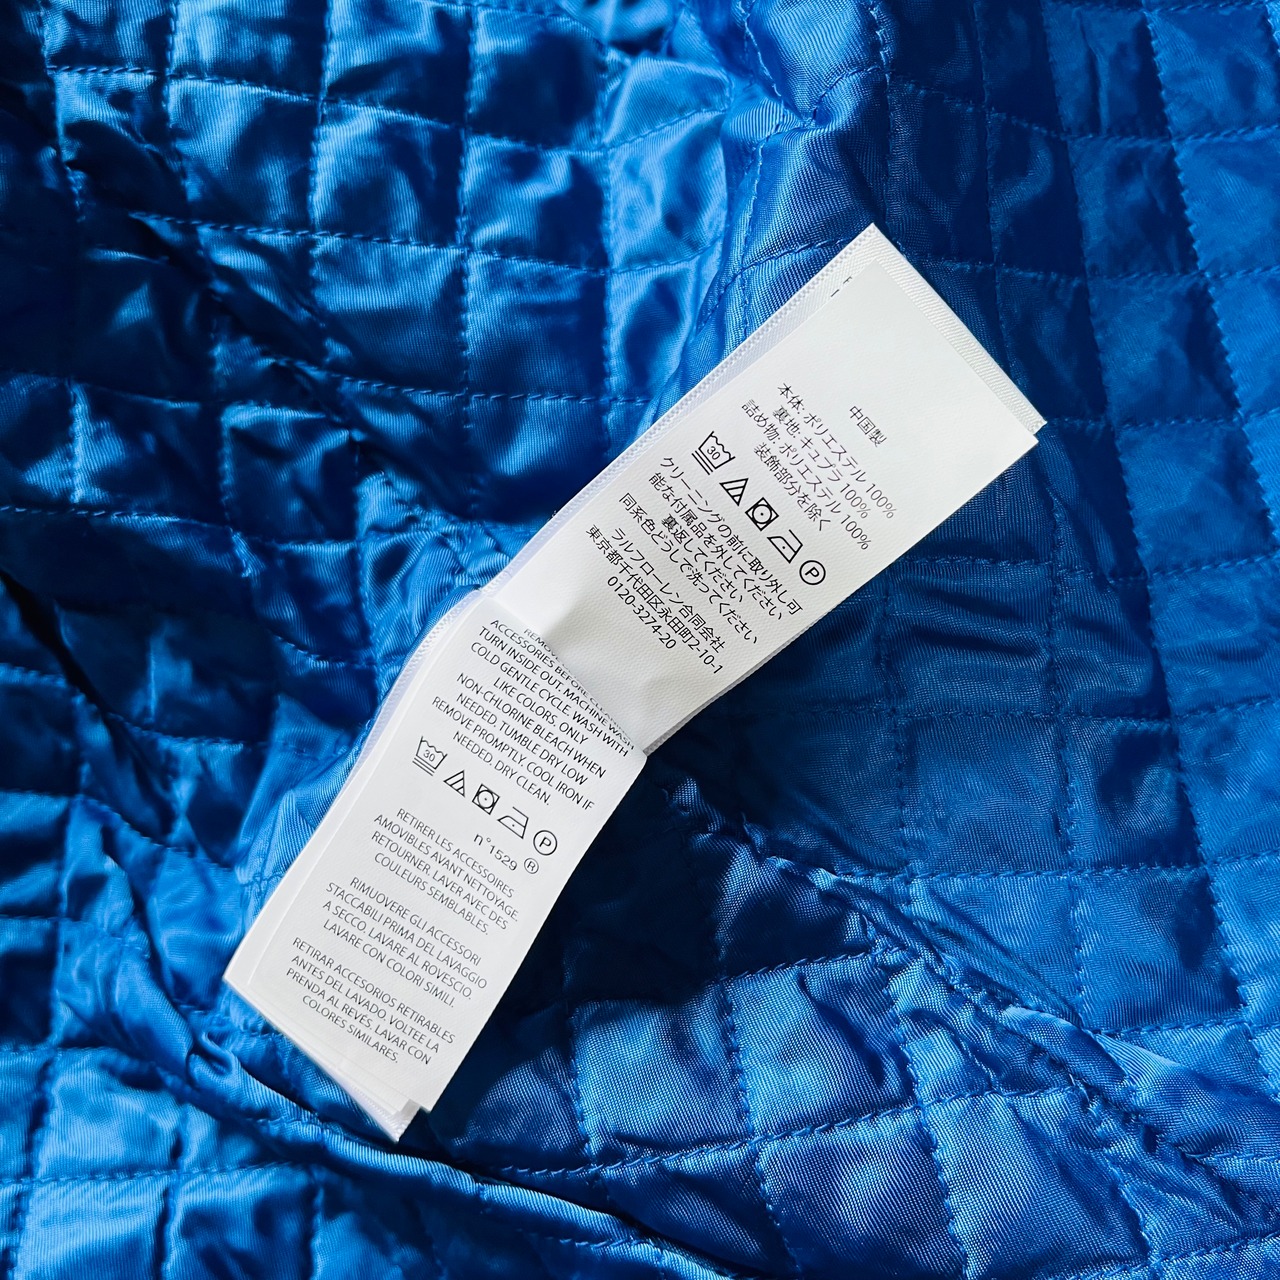 中国製
本体: ポリエステル 100%
裏地: キュプラ 100%
詰め物: ポリエステル 100%
装飾部分を除く
30
P
クリーニングの前に取り外し可
能な付属品を外してください
裏返してください
同系色どうしで洗ってください
ラルフローレン合同会社
東京都千代田区永田町2-10-1
0120-3274-20
ACCESSORIES BEFORE
TURN INSIDE OUT. MACHINE WASH
COLD GENTLE CYCLE. WASH WITH
LIKE COLORS. ONLY
NON-CHLORINE BLEACH WHEN
NEEDED. TUMBLE DRY LOW
REMOVE PROMPTLY. COOL IRON IF
NEEDED. DRY CLEAN.
30
P
n°1529 ®
RETIRER LES ACCESSOIRES
AMOVIBLES AVANT NETTOYAGE.
RETOURNER. LAVER AVEC DES
COULEURS SEMBLABLES.
RIMUOVERE GLI ACCESSORI
STACCABILI PRIMA DEL LAVAGGIO
A SECCO. LAVARE AL ROVESCIO.
LAVARE CON COLORI SIMILI.
RETIRAR ACCESORIOS RETIRABLES
ANTES DEL LAVADO. VOLTEE LA
PRENDA AL REVÉS. LAVAR CON
COLORES SIMILARES.